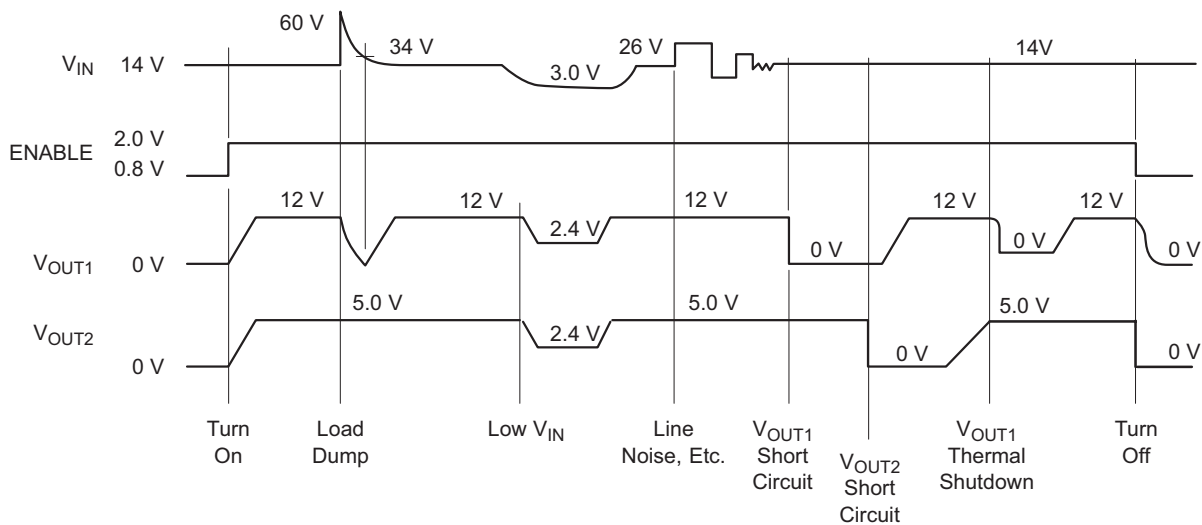 60 V
34 V
V_IN 14 V
3.0 V
26 V
14V
ENABLE
2.0 V
0.8 V
12 V
12 V
12 V
12 V
12 V
2.4 V
0 V
0 V
0 V
V_OUT1 0 V
5.0 V
2.4 V
5.0 V
5.0 V
V_OUT2
0 V
0 V
0 V
Turn
On
Load
Dump
Low V_IN
Line
Noise, Etc.
V_OUT1
Short
Circuit
V_OUT2
Short
Circuit
V_OUT1
Thermal
Shutdown
Turn
Off